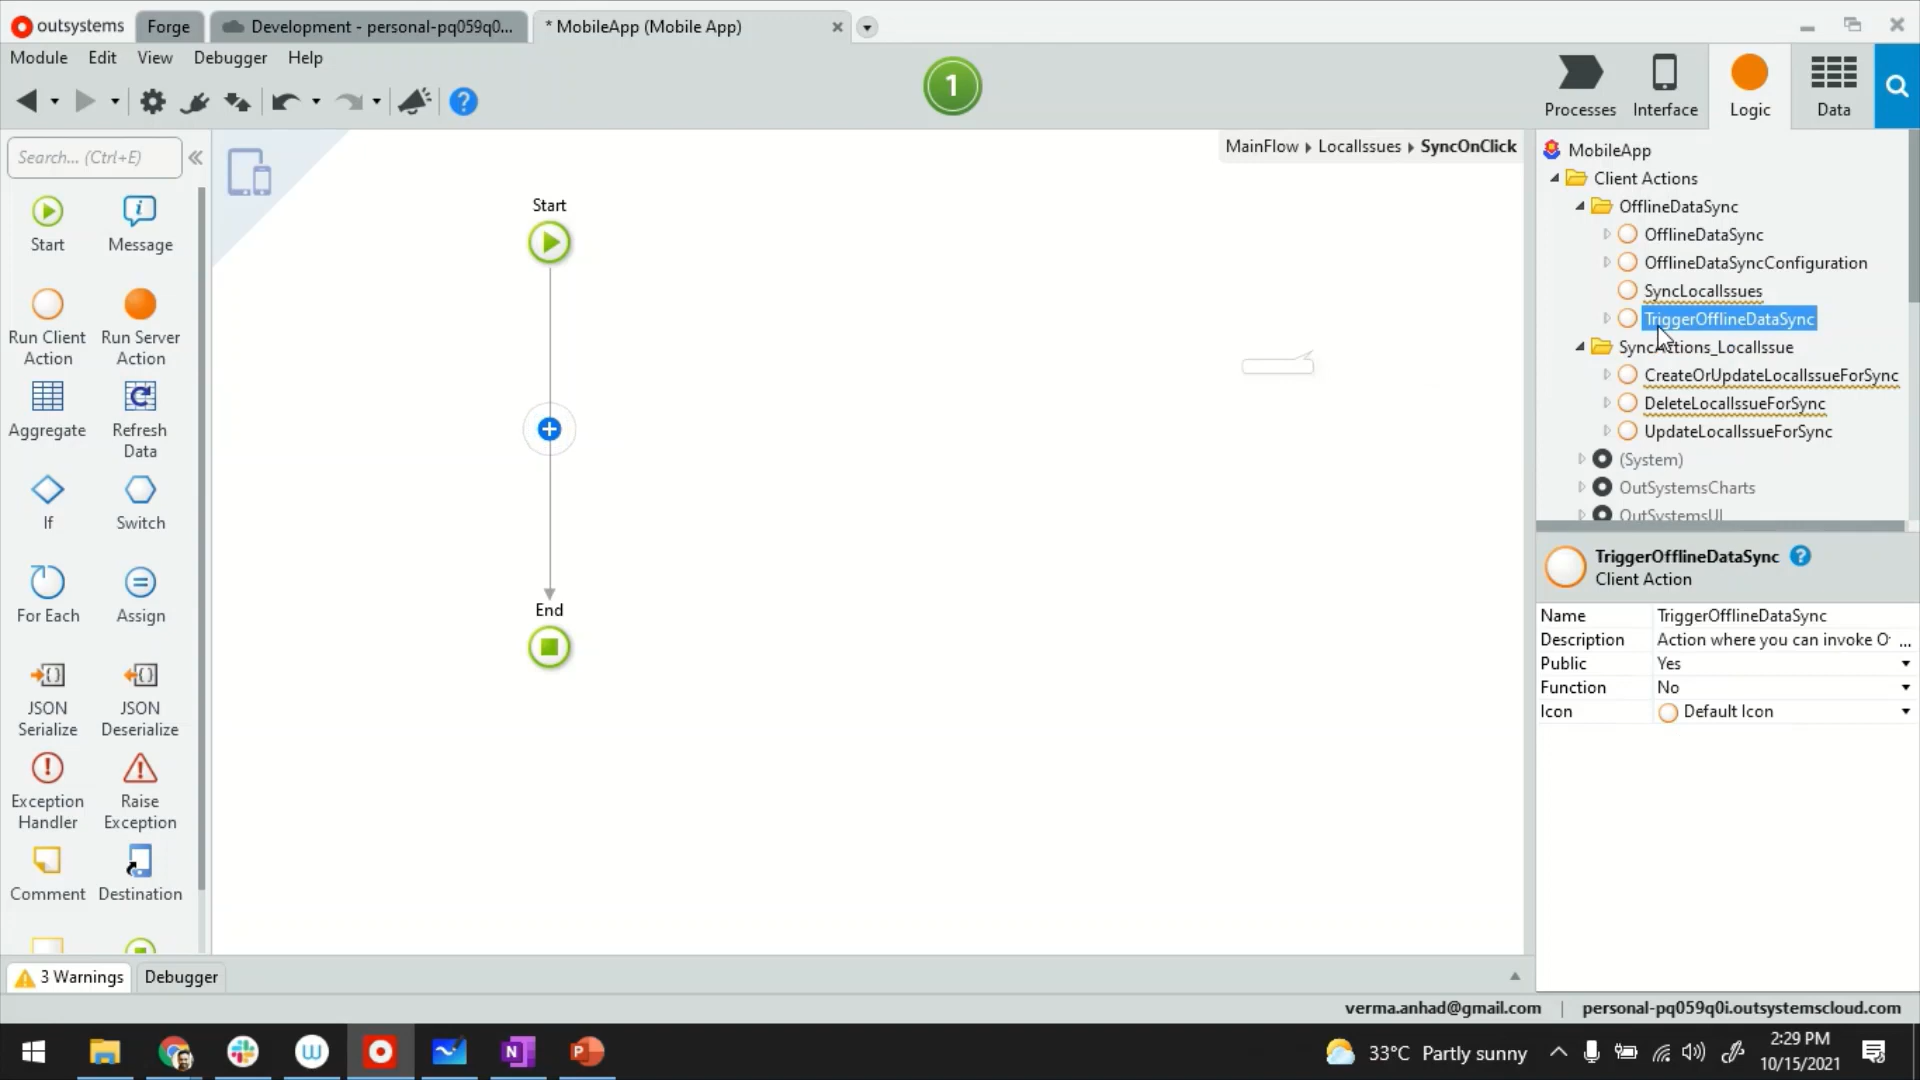 outsystems
Forge
Development - personal-pq059q0...
* MobileApp (Mobile App)
Module Edit View Debugger Help
1
Processes
Interface
Logic
Data
Search... (Ctrl+E)
MainFlow LocalIssues SyncOnClick
Start
Message
Run Client Action
Run Server Action
Aggregate
Refresh Data
If
Switch
For Each
Assign
JSON Serialize
JSON Deserialize
Exception Handler
Raise Exception
Comment
Destination
Start
End
MobileApp
Client Actions
OfflineDataSync
OfflineDataSync
OfflineDataSyncConfiguration
SyncLocalIssues
TriggerOfflineDataSync
SyncActions_LocalIssue
CreateOrUpdateLocalIssueForSync
DeleteLocalIssueForSync
UpdateLocalIssueForSync
(System)
OutSystemsCharts
OutSystemsUI
TriggerOfflineDataSync ?
Client Action
Name TriggerOfflineDataSync
Description Action where you can invoke O ...
Public Yes
Function No
Icon Default Icon
3 Warnings Debugger
verma.anhad@gmail.com | personal-pq059q0i.outsystemscloud.com
33°C Partly sunny
2:29 PM
10/15/2021